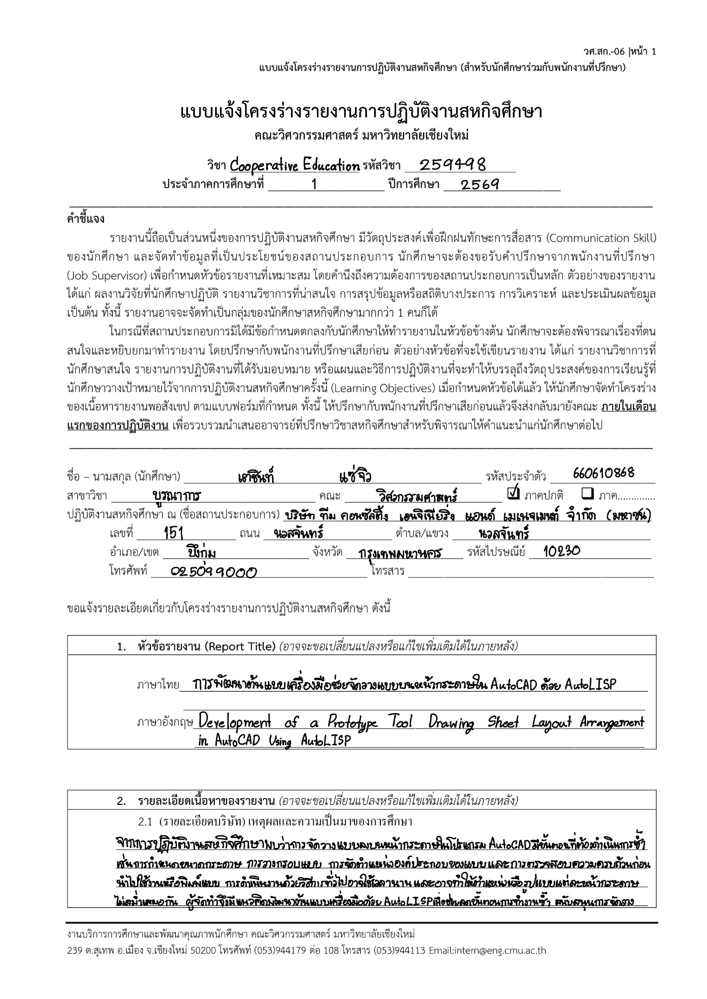 วศ.สก.-06 |หน้า 1
แบบแจ้งโครงร่างรายงานการปฏิบัติงานสหกิจศึกษา (สำหรับนักศึกษาร่วมกับพนักงานที่ปรึกษา)
แบบแจ้งโครงร่างรายงานการปฏิบัติงานสหกิจศึกษา
คณะวิศวกรรมศาสตร์ มหาวิทยาลัยเชียงใหม่
วิชา Cooperative Education รหัสวิชา 259498
ประจำภาคการศึกษาที่ 1 ปีการศึกษา 2569
คำชี้แจง
รายงานนี้ถือเป็นส่วนหนึ่งของการปฏิบัติงานสหกิจศึกษา มีวัตถุประสงค์เพื่อฝึกฝนทักษะการสื่อสาร (Communication Skill)
ของนักศึกษา และจัดทำข้อมูลที่เป็นประโยชน์ของสถานประกอบการ นักศึกษาจะต้องขอรับคำปรึกษาจากพนักงานที่ปรึกษา
(Job Supervisor) เพื่อกำหนดหัวข้อรายงานที่เหมาะสม โดยคำนึงถึงความต้องการของสถานประกอบการเป็นหลัก ตัวอย่างของรายงาน
ได้แก่ ผลงานวิจัยที่นักศึกษาปฏิบัติ รายงานวิชาการที่น่าสนใจ การสรุปข้อมูลหรือสถิติบางประการ การวิเคราะห์ และประเมินผลข้อมูล
เป็นต้น ทั้งนี้ รายงานอาจจะจัดทำเป็นกลุ่มของนักศึกษาสหกิจศึกษามากกว่า 1 คนก็ได้
ในกรณีที่สถานประกอบการมิได้มีข้อกำหนดตกลงกับนักศึกษาให้ทำรายงานในหัวข้อข้างต้น นักศึกษาจะต้องพิจารณาเรื่องที่ตน
สนใจและหยิบยกมาทำรายงาน โดยปรึกษากับพนักงานที่ปรึกษาเสียก่อน ตัวอย่างหัวข้อที่จะใช้เขียนรายงาน ได้แก่ รายงานวิชาการที่
นักศึกษาสนใจ รายงานการปฏิบัติงานที่ได้รับมอบหมาย หรือแผนและวิธีการปฏิบัติงานที่จะทำให้บรรลุถึงวัตถุประสงค์ของการเรียนรู้ที่
นักศึกษาวางเป้าหมายไว้จากการปฏิบัติงานสหกิจศึกษาครั้งนี้ (Learning Objectives) เมื่อกำหนดหัวข้อได้แล้ว ให้นักศึกษาจัดทำโครงร่าง
ของเนื้อหารายงานพอสังเขป ตามแบบฟอร์มที่กำหนด ทั้งนี้ ให้ปรึกษากับพนักงานที่ปรึกษาเสียก่อนแล้วจึงส่งกลับมายังคณะ ภายในเดือน
แรกของการปฏิบัติงาน เพื่อรวบรวมนำเสนออาจารย์ที่ปรึกษาวิชาสหกิจศึกษาสำหรับพิจารณาให้คำแนะนำแก่นักศึกษาต่อไป
ชื่อ – นามสกุล (นักศึกษา) เตชินท์ แซ่จิว รหัสประจำตัว 660610868
สาขาวิชา บูรณาการ คณะ วิศวกรรมศาสตร์ ภาคปกติ ภาค..............
ปฏิบัติงานสหกิจศึกษา ณ (ชื่อสถานประกอบการ) บริษัท ทีม คอนซัลติ้ง เอนจิเนียริ่ง แอนด์ เมเนจเมนท์ จำกัด (มหาชน)
เลขที่ 151 ถนน นวลจันทร์ ตำบล/แขวง นวลจันทร์
อำเภอ/เขต บึงกุ่ม จังหวัด กรุงเทพมหานคร รหัสไปรษณีย์ 10230
โทรศัพท์ 025099000 โทรสาร
ขอแจ้งรายละเอียดเกี่ยวกับโครงร่างรายงานการปฏิบัติงานสหกิจศึกษา ดังนี้
1. หัวข้อรายงาน (Report Title) (อาจจะขอเปลี่ยนแปลงหรือแก้ไขเพิ่มเติมได้ในภายหลัง)
ภาษาไทย การพัฒนาต้นแบบเครื่องมือช่วยจัดวางแบบบนหน้ากระดาษใน AutoCAD ด้วย AutoLISP
ภาษาอังกฤษ Development of a Prototype Tool Drawing Sheet Layout Arrangement
in AutoCAD Using AutoLISP
2. รายละเอียดเนื้อหาของรายงาน (อาจจะขอเปลี่ยนแปลงหรือแก้ไขเพิ่มเติมได้ในภายหลัง)
2.1 (รายละเอียดบริษัท) เหตุผลและความเป็นมาของการศึกษา
จากการปฏิบัติงานสหกิจศึกษาพบว่าการจัดวางแบบลงบนหน้ากระดาษในโปรแกรม AutoCAD มีขั้นตอนที่ต้องดำเนินการซ้ำ
เช่นการกำหนดขนาดกระดาษ การวางกรอบแบบ การจัดตำแหน่งองค์ประกอบของแบบ และการตรวจสอบความครบถ้วนก่อน
นำไปใช้งานหรือพิมพ์แบบ การดำเนินงานด้วยวิธีการทั่วไปอาจใช้เวลานาน และอาจทำให้ตำแหน่งหรือรูปแบบแต่ละหน้ากระดาษ
ไม่สม่ำเสมอกัน ผู้จัดทำจึงมีแนวคิดพัฒนาต้นแบบเครื่องมือด้วย AutoLISP เพื่อช่วยลดขั้นตอนการทำงานซ้ำ สนับสนุนการจัดวาง
งานบริการการศึกษาและพัฒนาคุณภาพนักศึกษา คณะวิศวกรรมศาสตร์ มหาวิทยาลัยเชียงใหม่
239 ต.สุเทพ อ.เมือง จ.เชียงใหม่ 50200 โทรศัพท์ (053)944179 ต่อ 108 โทรสาร (053)944113 Email:intern@eng.cmu.ac.th